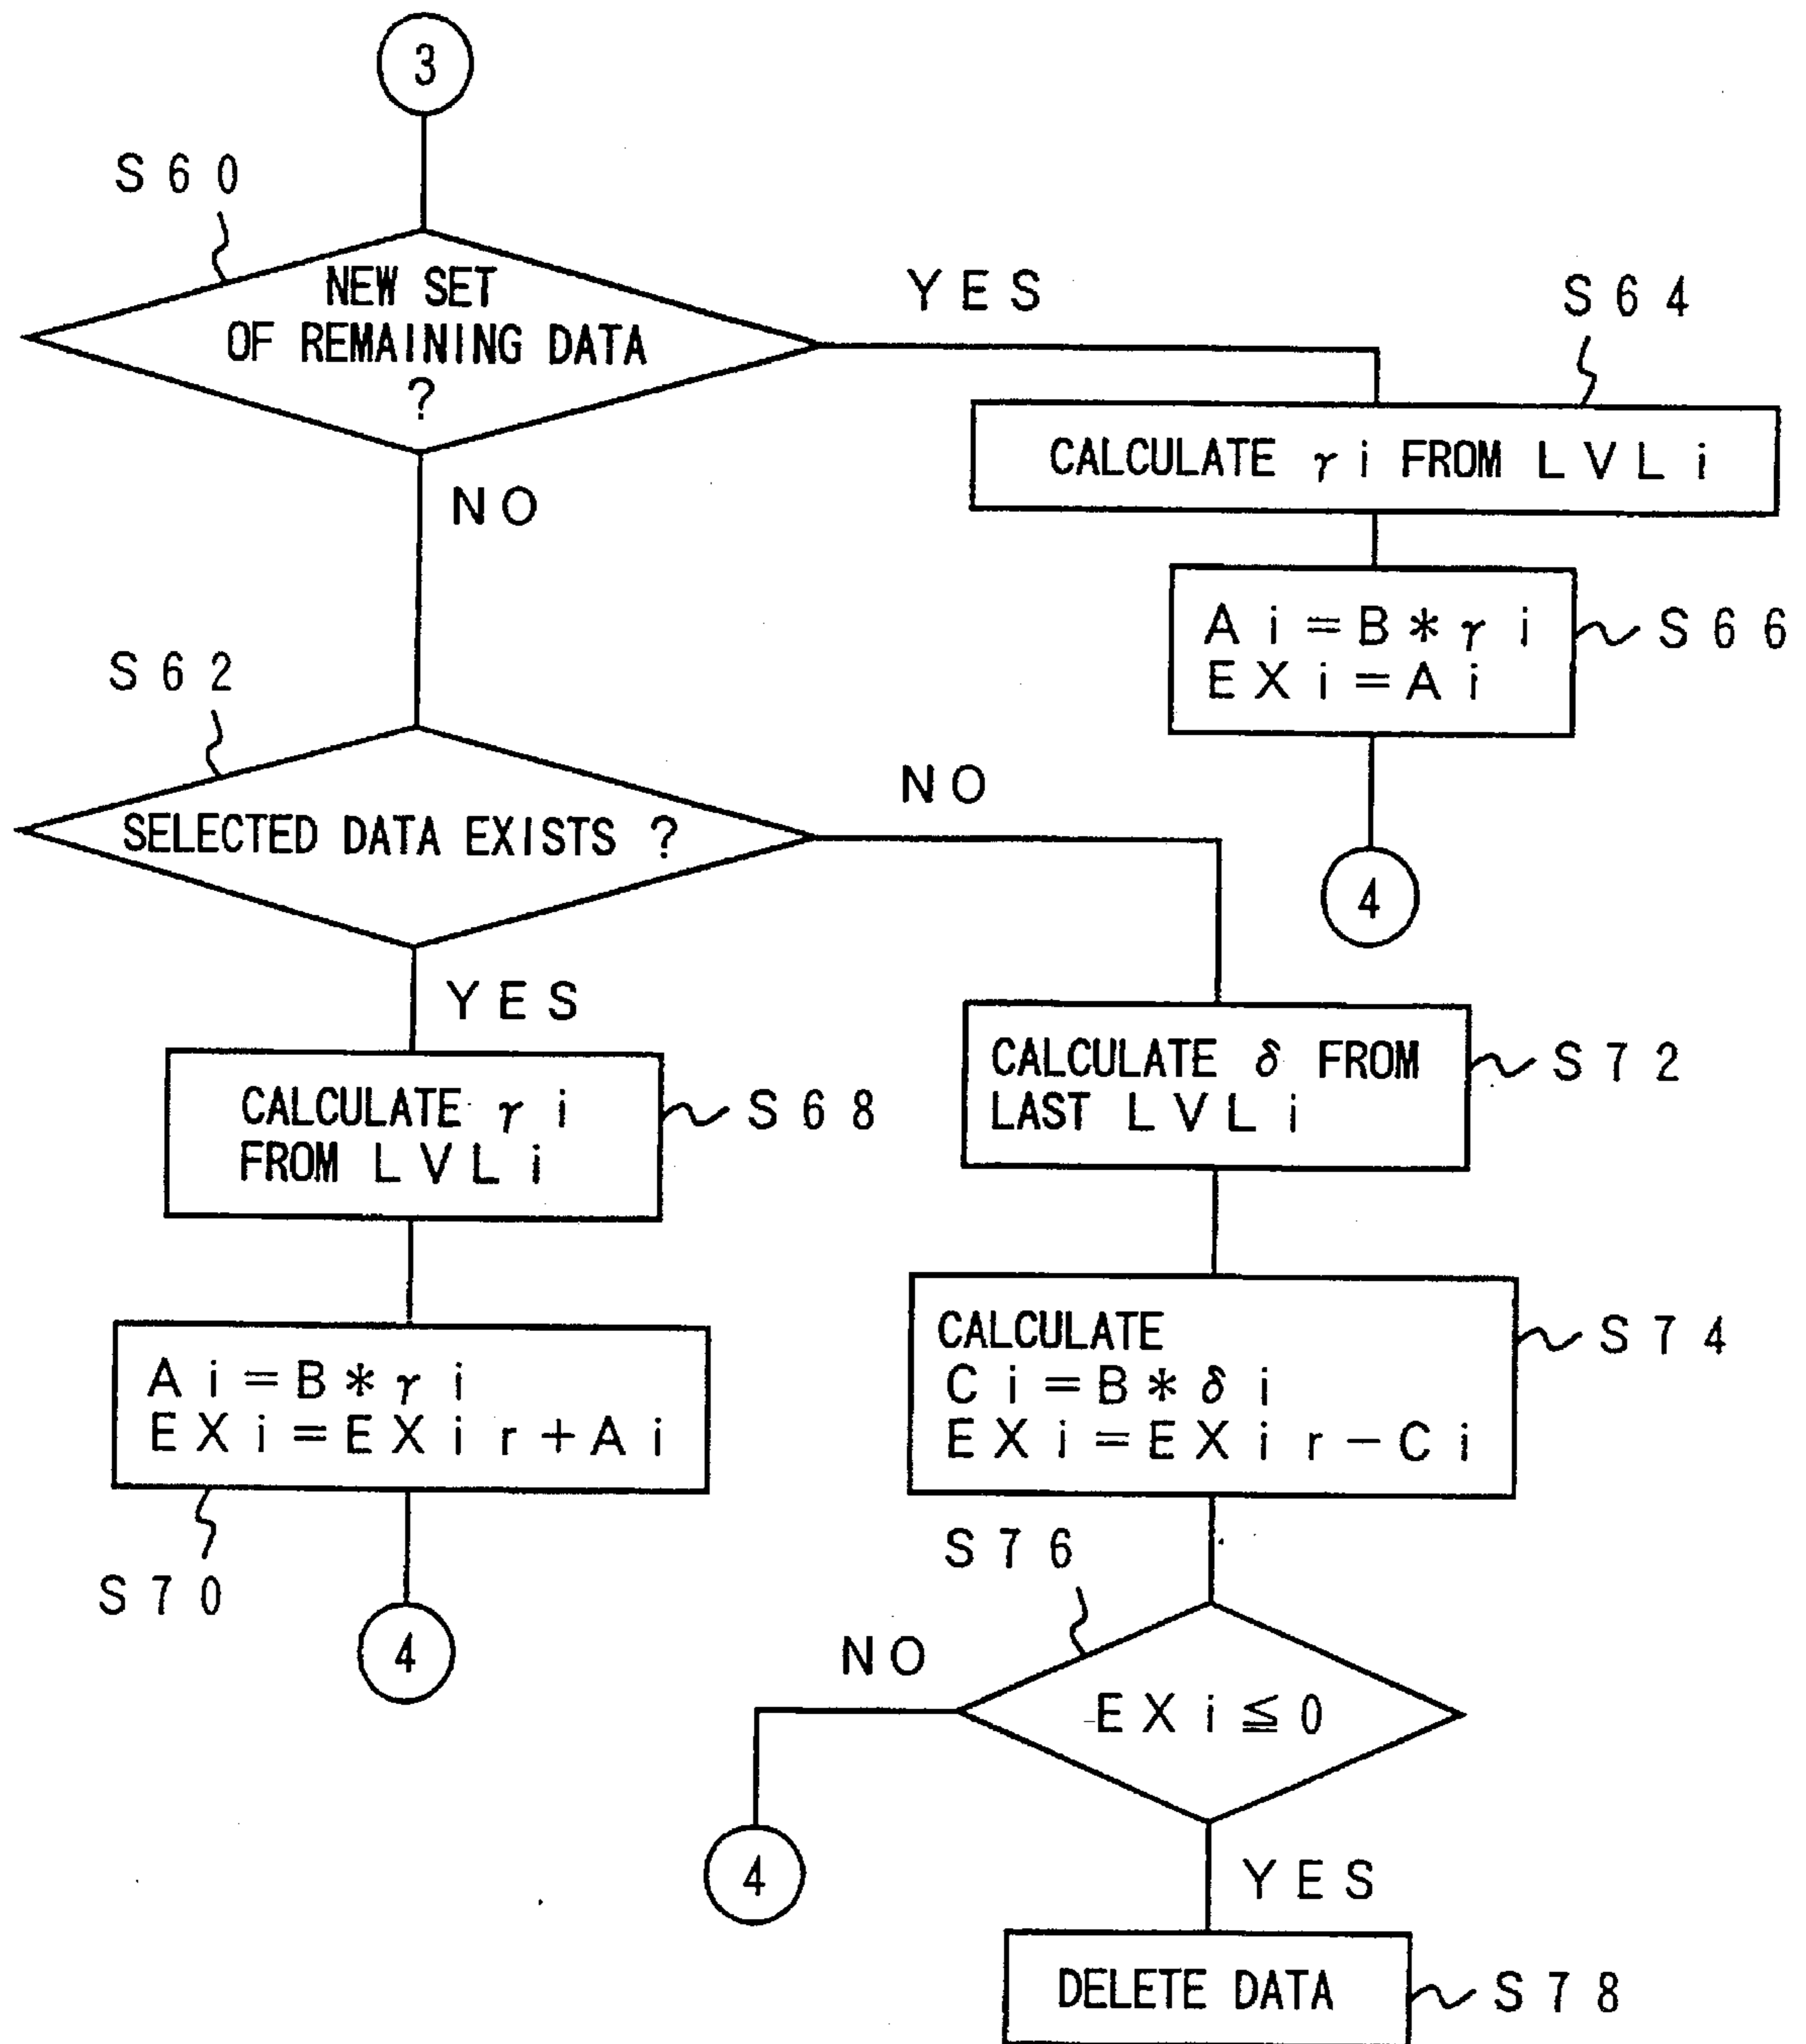 3
S60
NEW SET
OF REMAINING DATA
?
YES
NO
S64
CALCULATE γi FROM LVLi
Ai=B*γi
EXi=Ai
S66
4
S62
SELECTED DATA EXISTS ?
NO
YES
CALCULATE γi
FROM LVLi
S68
Ai=B*γi
EXi=EXir+Ai
S70
4
CALCULATE δ FROM
LAST LVLi
S72
CALCULATE
Ci=B*δi
EXi=EXir-Ci
S74
S76
EXi≦0
NO
4
YES
DELETE DATA
S78